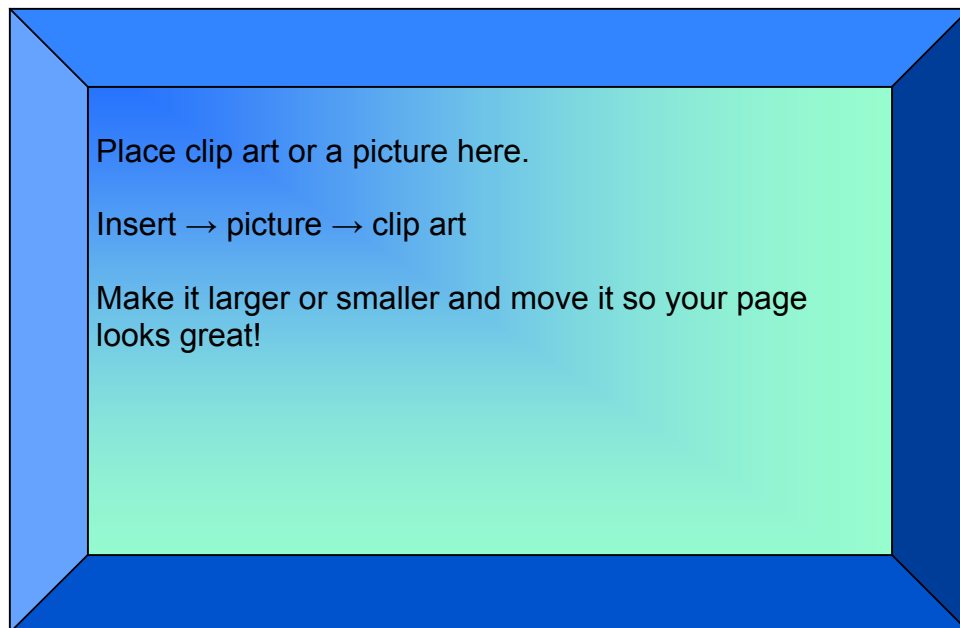 Place clip art or a picture here.
Insert → picture → clip art
Make it larger or smaller and move it so your page
looks great!